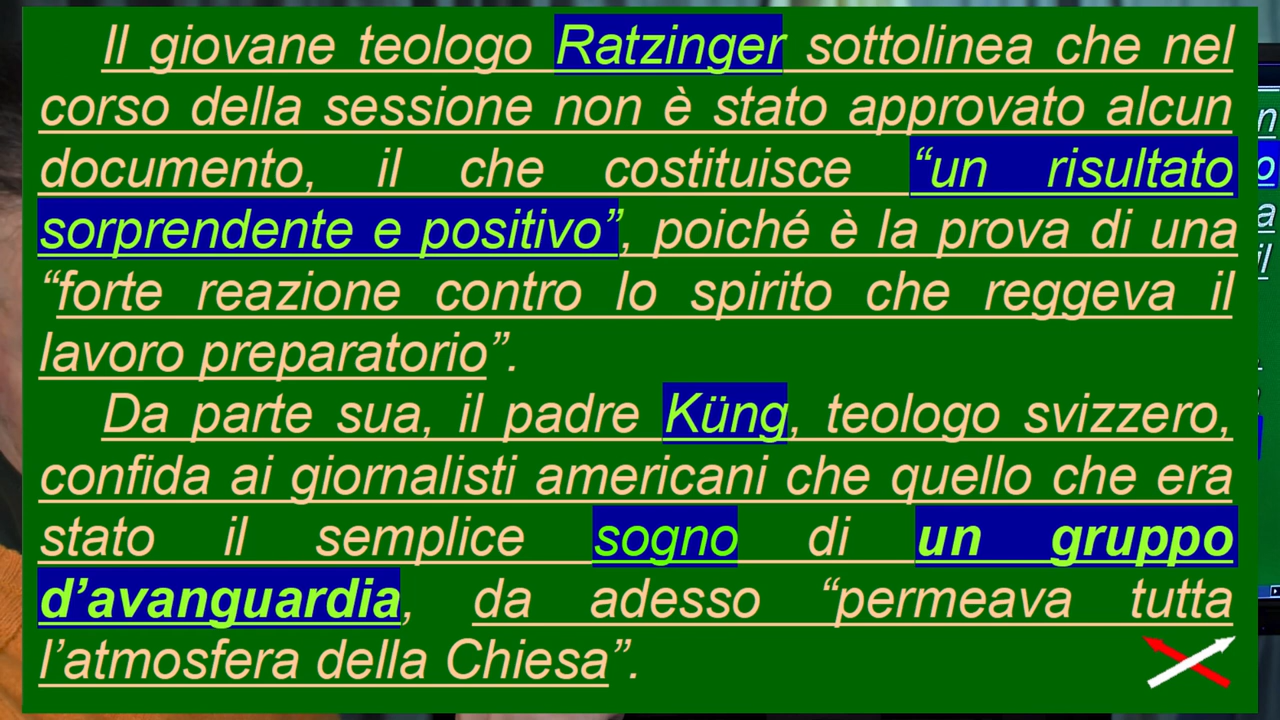 Il giovane teologo Ratzinger sottolinea che nel
corso della sessione non è stato approvato alcun
documento, il che costituisce “un risultato
sorprendente e positivo”, poiché è la prova di una
“forte reazione contro lo spirito che reggeva il
lavoro preparatorio”.
Da parte sua, il padre Küng, teologo svizzero,
confida ai giornalisti americani che quello che era
stato il semplice sogno di un gruppo
d’avanguardia, da adesso “permeava tutta
l’atmosfera della Chiesa”.